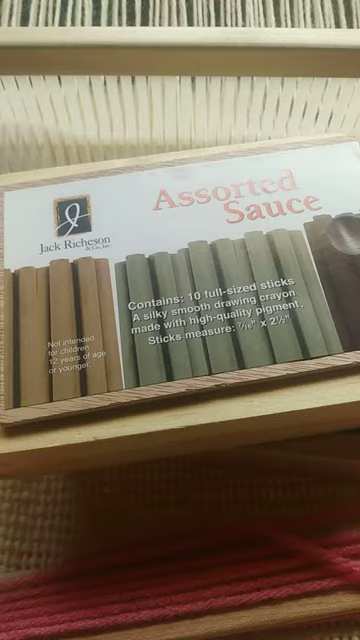 Assorted
Sauce
Jack Richeson
& Co., Inc.
Contains: 10 full-sized sticks
A silky smooth drawing crayon
made with high-quality pigment.
Sticks measure: 7/16" x 2½"
Not intended
for children
12 years of age
or younger.